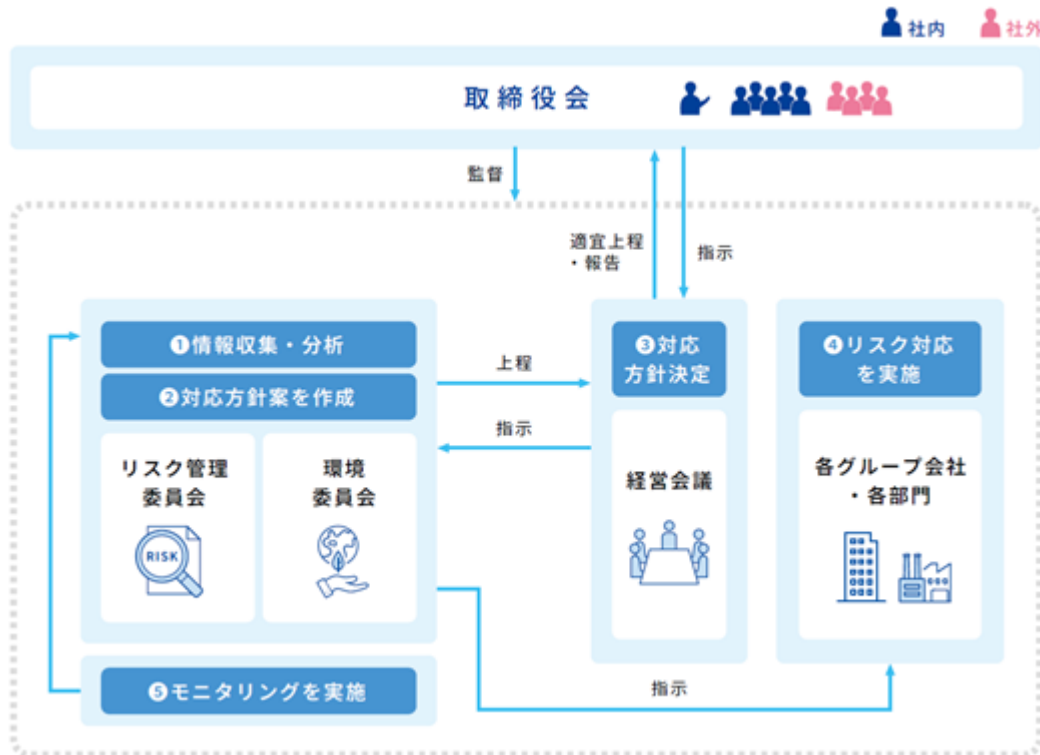 社内
社外
取締役会
監督
適宜上程
・報告
指示
❶情報収集・分析
❷対応方針案を作成
リスク管理
委員会
RISK
環境
委員会
上程
指示
❸対応
方針決定
経営会議
❹リスク対応
を実施
各グループ会社
・各部門
❺モニタリングを実施
指示